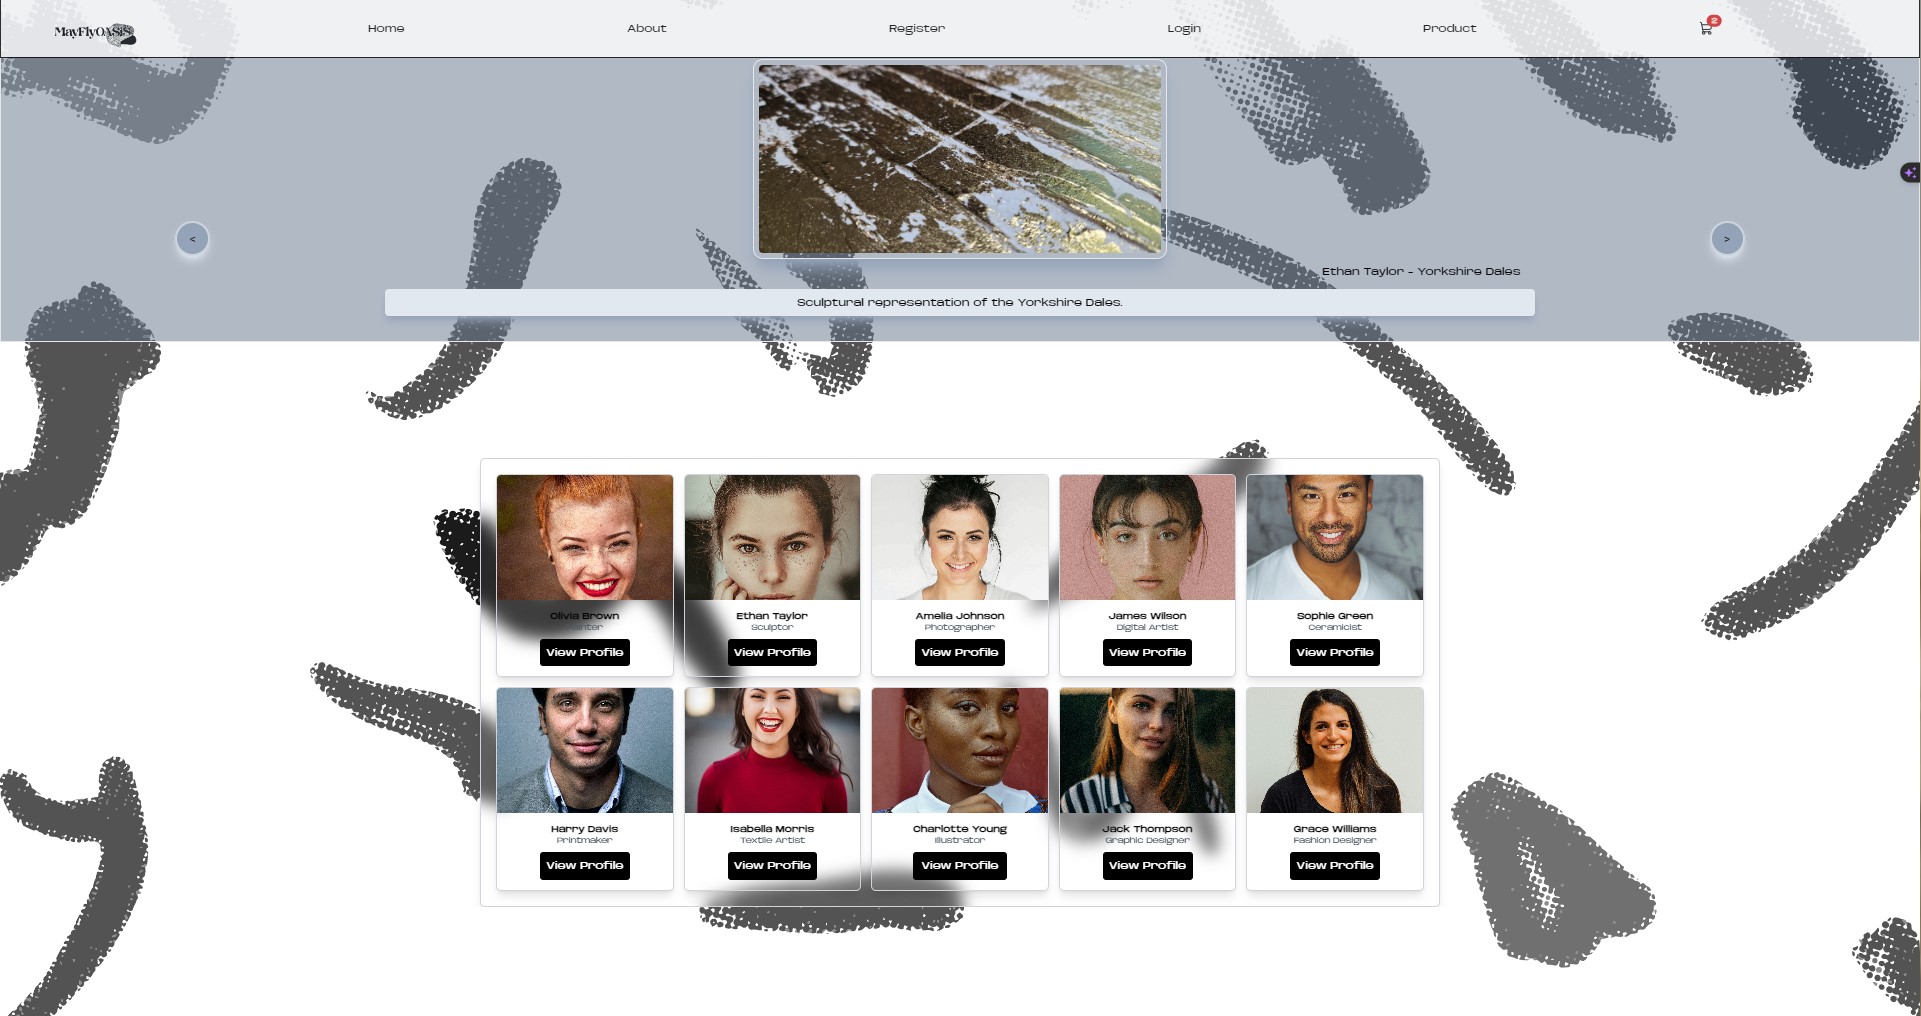 MayFlyOASiS
Home
About
Register
Login
Product
2
<
>
Ethan Taylor - Yorkshire Dales
Sculptural representation of the Yorkshire Dales.
Olivia Brown
Ethan Taylor
Amelia Johnson
James Wilson
Sophie Green
Painter
Sculptor
Photographer
Digital Artist
Ceramicist
View Profile
View Profile
View Profile
View Profile
View Profile
Harry Davis
Isabella Morris
Charlotte Young
Jack Thompson
Grace Williams
Printmaker
Textile Artist
Illustrator
Graphic Designer
Fashion Designer
View Profile
View Profile
View Profile
View Profile
View Profile